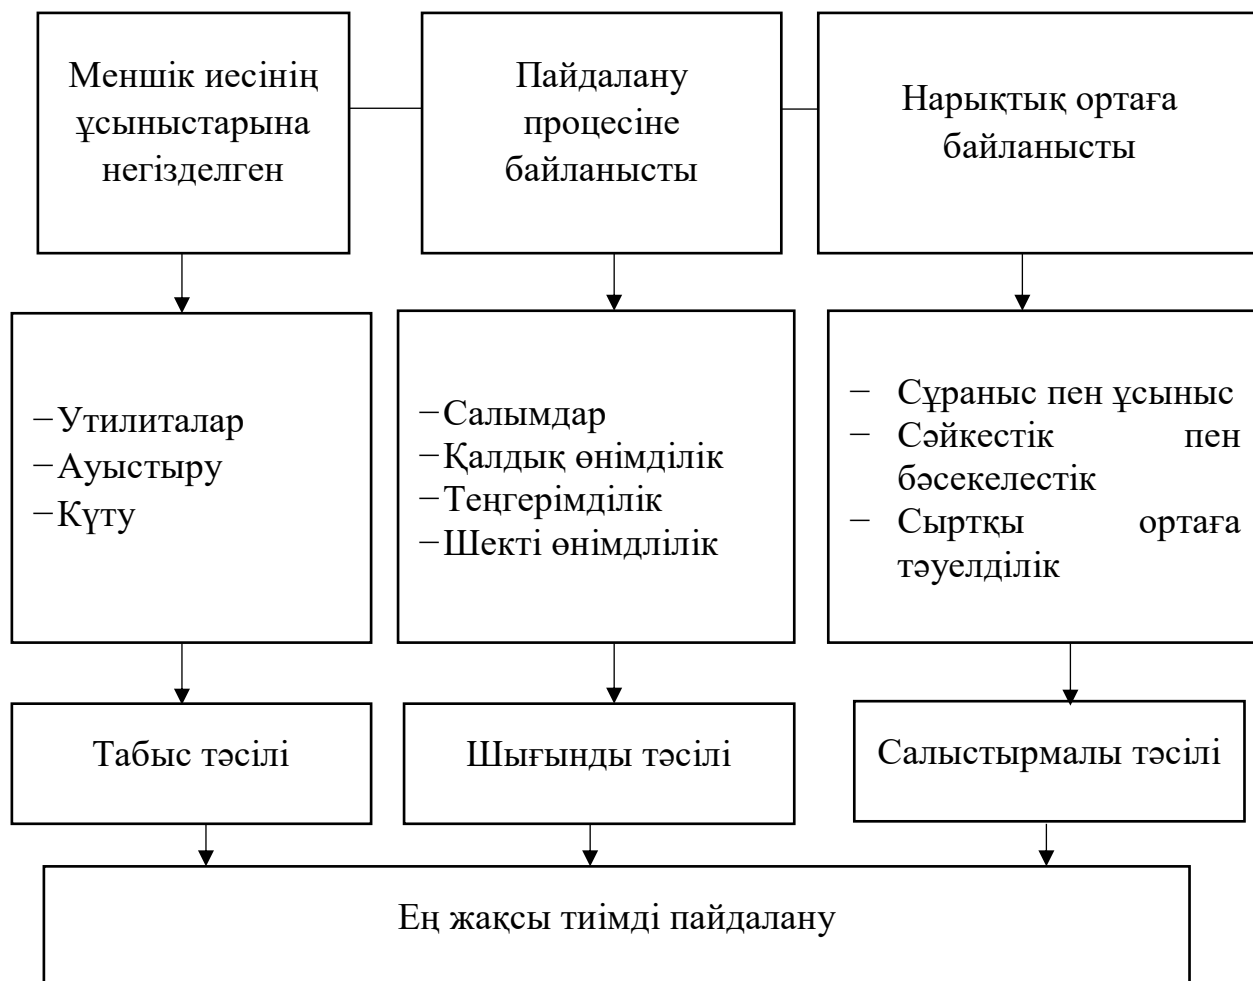 Меншік иесінің
ұсыныстарына
негізделген
Пайдалану
процесіне
байланысты
Нарықтық ортаға
байланысты
−Утилиталар
−Ауыстыру
−Күту
−Салымдар
−Қалдық өнімділік
−Теңгерімділік
−Шекті өнімдлілік
− Сұраныс пен ұсыныс
− Сәйкестік пен
бәсекелестік
− Сыртқы ортаға
тәуелділік
Табыс тәсілі
Шығынды тәсілі
Салыстырмалы тәсілі
Ең жақсы тиімді пайдалану